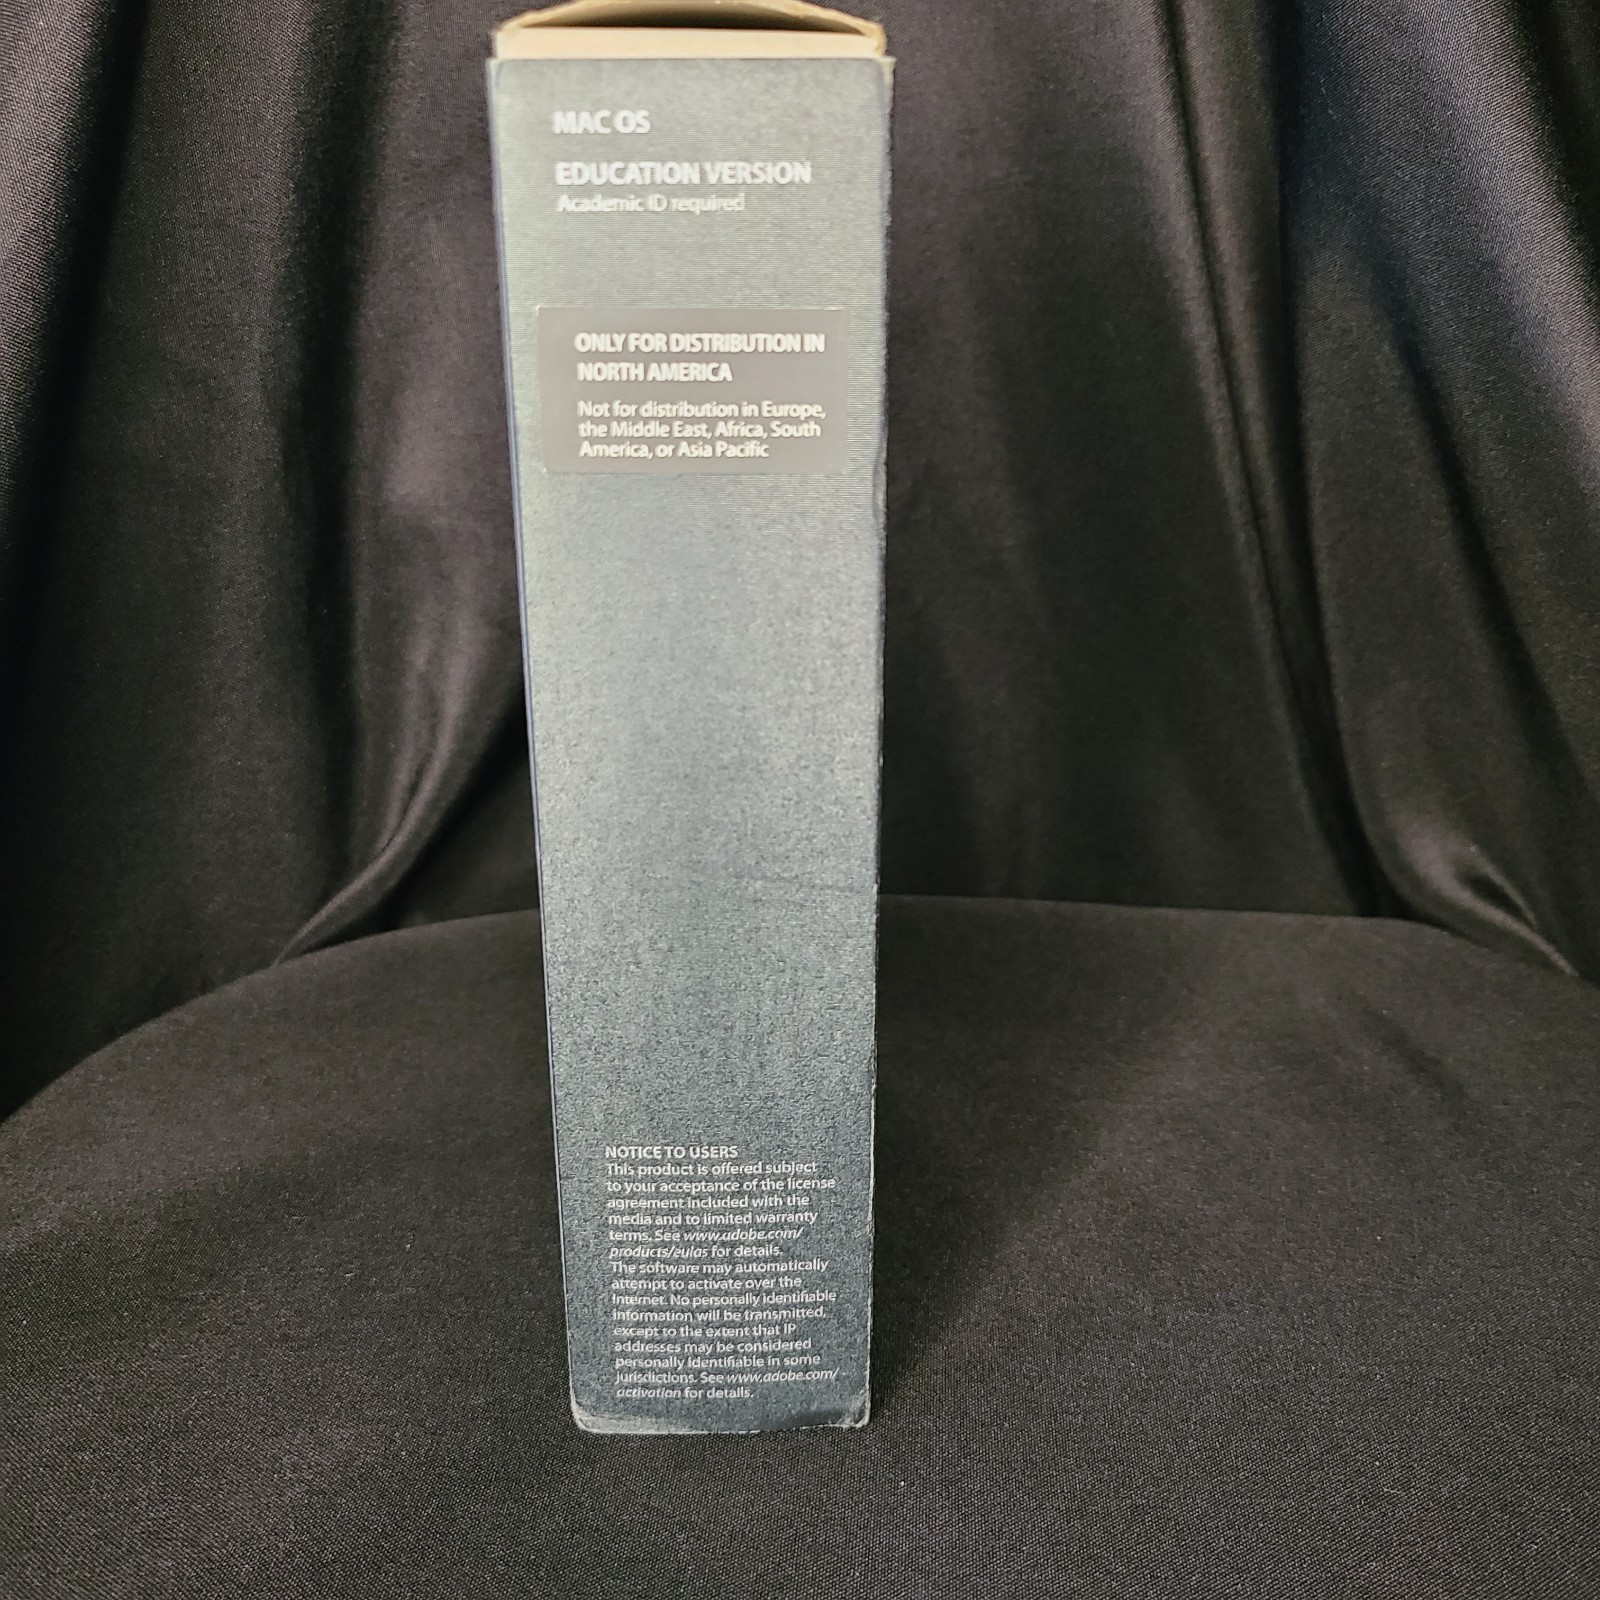 MAC OS
EDUCATION VERSION
Academic ID required
ONLY FOR DISTRIBUTION IN
NORTH AMERICA
Not for distribution in Europe,
the Middle East, Africa, South
America, or Asia Pacific
NOTICE TO USERS
This product is offered subject
to your acceptance of the license
agreement included with the
media and to limited warranty
terms. See www.adobe.com/
products/eulas for details.
The software may automatically
attempt to activate over the
Internet. No personally identifiable
information will be transmitted,
except to the extent that IP
addresses may be considered
personally identifiable in some
jurisdictions. See www.adobe.com/
activation for details.